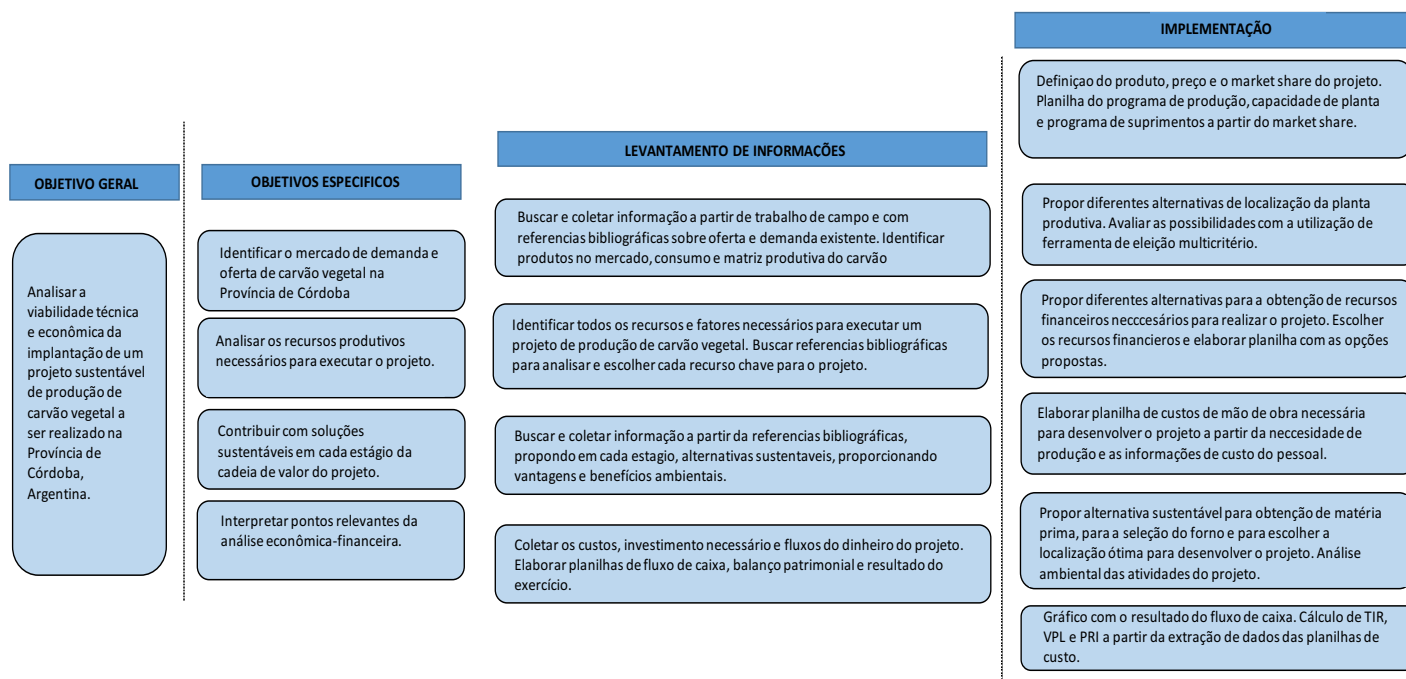 OBJETIVO GERAL
Analisar a
viabilidade técnica
e econômica da
implantação de um
projeto sustentável
de produção de
carvão vegetal a
ser realizado na
Província de
Córdoba,
Argentina.
OBJETIVOS ESPECIFICOS
Identificar o mercado de demanda e
oferta de carvão vegetal na
Província de Córdoba
Analisar os recursos produtivos
necessários para executar o projeto.
Contribuir com soluções
sustentáveis em cada estágio da
cadeia de valor do projeto.
Interpretar pontos relevantes da
análise econômica-financeira.
LEVANTAMENTO DE INFORMAÇÕES
Buscar e coletar informação a partir de trabalho de campo e com
referencias bibliográficas sobre oferta e demanda existente. Identificar
produtos no mercado, consumo e matriz produtiva do carvão
Identificar todos os recursos e fatores necessários para executar um
projeto de produção de carvão vegetal. Buscar referencias bibliográficas
para analisar e escolher cada recurso chave para o projeto.
Buscar e coletar informação a partir da referencias bibliográficas,
propondo em cada estagio, alternativas sustentaveis, proporcionando
vantagens e benefícios ambientais.
Coletar os custos, investimento necessário e fluxos do dinheiro do projeto.
Elaborar planilhas de fluxo de caixa, balanço patrimonial e resultado do
exercício.
IMPLEMENTAÇÃO
Definiçao do produto, preço e o market share do projeto.
Planilha do programa de produção, capacidade de planta
e programa de suprimentos a partir do market share.
Propor diferentes alternativas de localização da planta
produtiva. Avaliar as possibilidades com a utilização de
ferramenta de eleição multicritério.
Propor diferentes alternativas para a obtenção de recursos
financeiros necccesários para realizar o projeto. Escolher
os recursos financieros e elaborar planilha com as opções
propostas.
Elaborar planilha de custos de mão de obra necessária
para desenvolver o projeto a partir da neccesidade de
produção e as informações de custo do pessoal.
Propor alternativa sustentável para obtenção de matéria
prima, para a seleção do forno e para escolher a
localização ótima para desenvolver o projeto. Análise
ambiental das atividades do projeto.
Gráfico com o resultado do fluxo de caixa. Cálculo de TIR,
VPL e PRI a partir da extração de dados das planilhas de
custo.